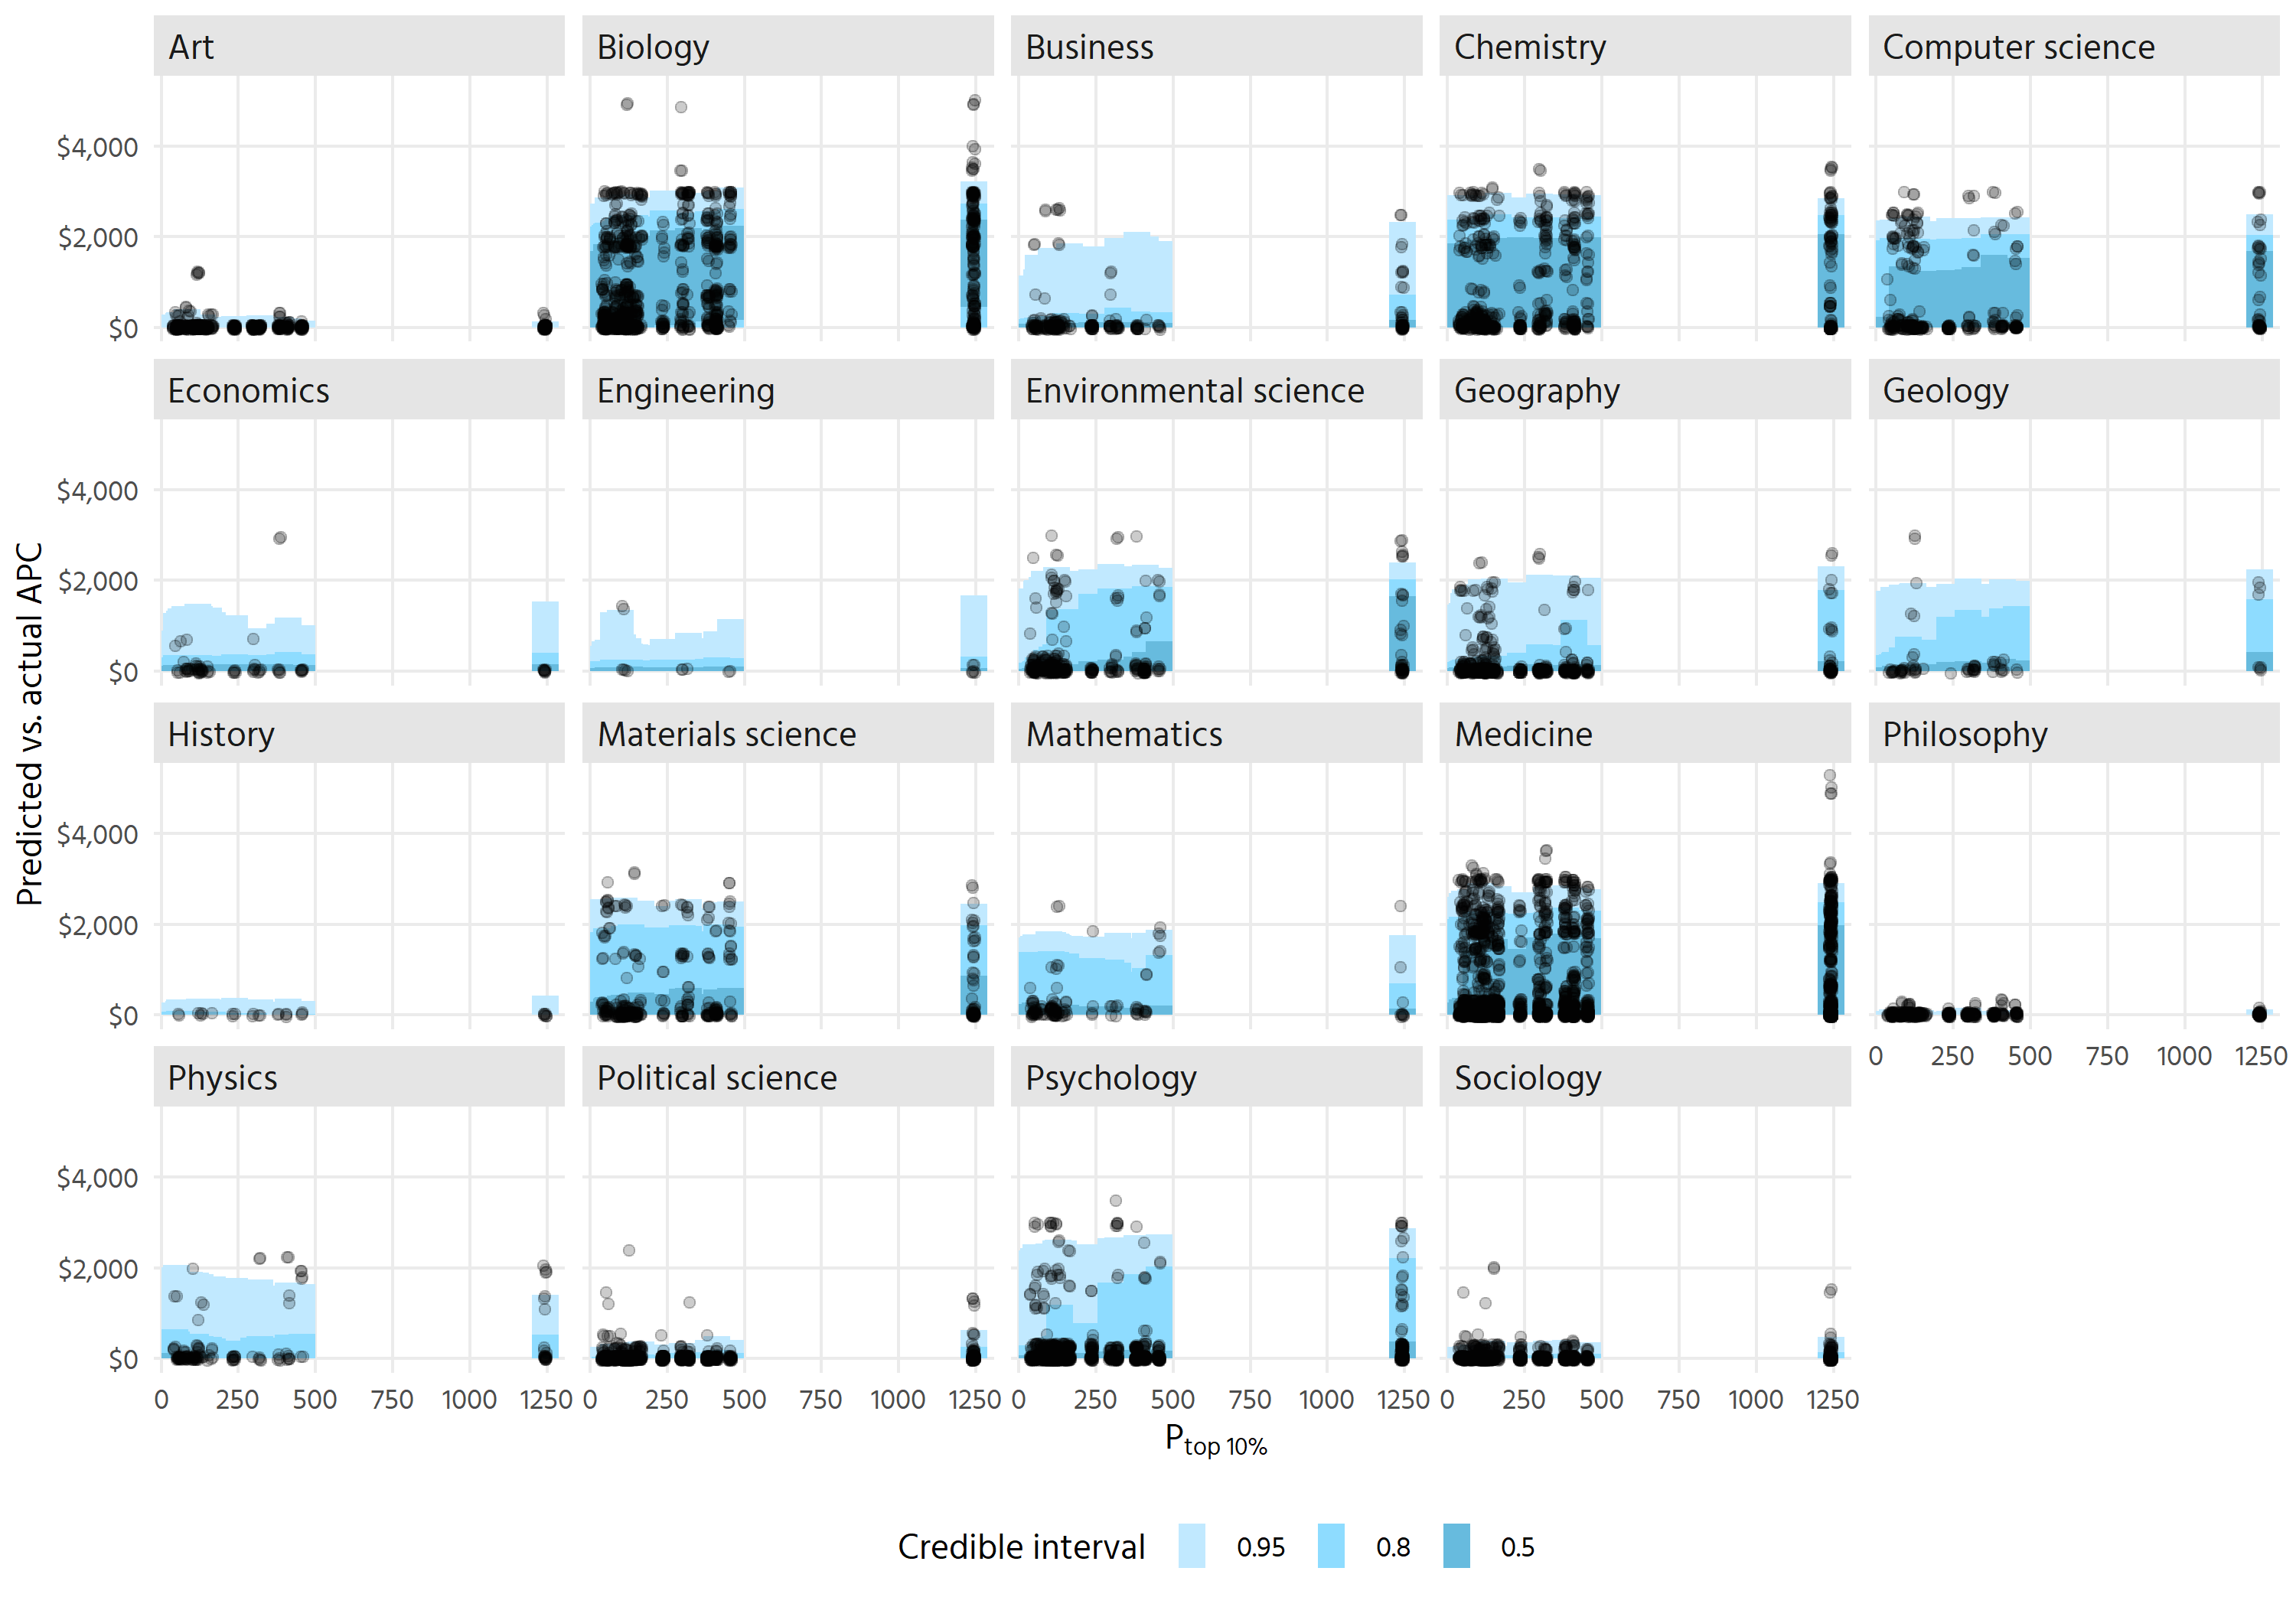 Art Biology Business Chemistry Computer science
$4,000
$2,000
$0
Economics Engineering Environmental science Geography Geology
$4,000
$2,000
$0
History Materials science Mathematics Medicine Philosophy
$4,000
$2,000
$0
0 250 500 750 1000 1250
Physics Political science Psychology Sociology
$4,000
$2,000
$0
0 250 500 750 1000 1250 0 250 500 750 1000 1250 0 250 500 750 1000 1250 0 250 500 750 1000 1250
Predicted vs. actual APC
Ptop 10%
Credible interval 0.95 0.8 0.5